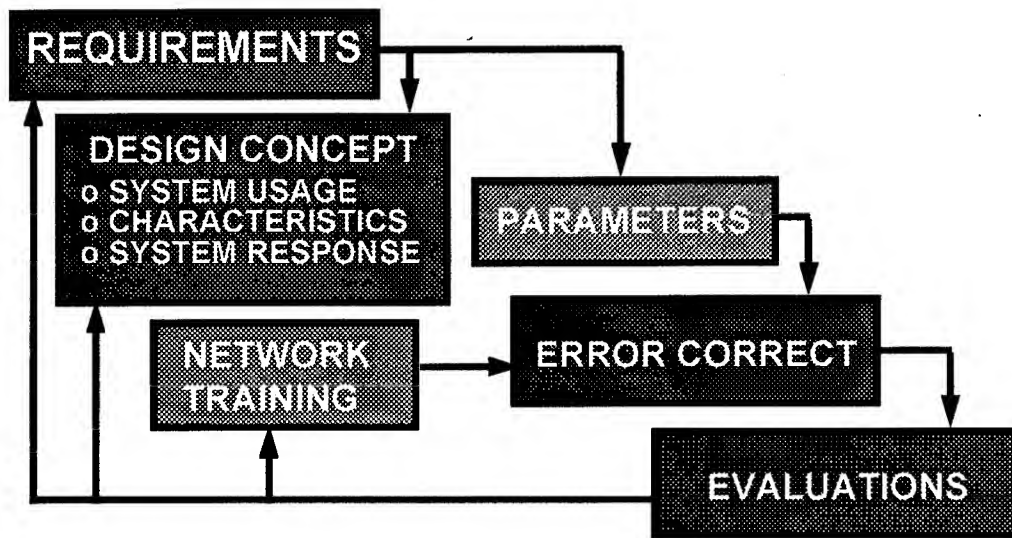 REQUIREMENTS
DESIGN CONCEPT
o SYSTEM USAGE
o CHARACTERISTICS
o SYSTEM RESPONSE
PARAMETERS
NETWORK
TRAINING
ERROR CORRECT
EVALUATIONS